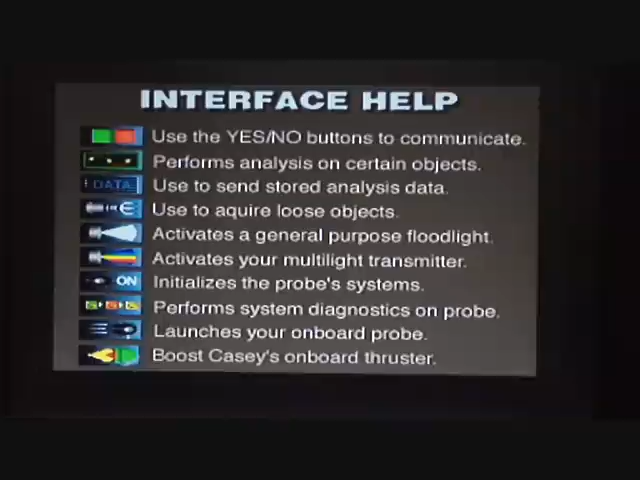 INTERFACE HELP
Use the YES/NO buttons to communicate.
Performs analysis on certain objects.
DATA Use to send stored analysis data.
Use to aquire loose objects.
Activates a general purpose floodlight.
Activates your multilight transmitter.
ON Initializes the probe's systems.
Performs system diagnostics on probe.
Launches your onboard probe.
Boost Casey's onboard thruster.